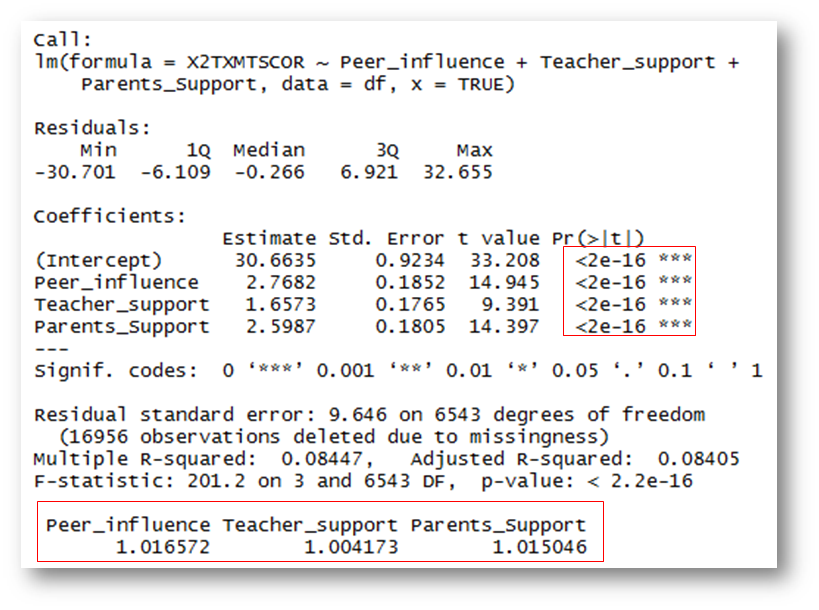 Call:
lm(formula = X2TXMTSCOR ~ Peer_influence + Teacher_support +
Parents_Support, data = df, x = TRUE)
Residuals:
Min 1Q Median 3Q Max
-30.701 -6.109 -0.266 6.921 32.655
Coefficients:
Estimate Std. Error t value Pr(>|t|)
(Intercept) 30.6635 0.9234 33.208 <2e-16 ***
Peer_influence 2.7682 0.1852 14.945 <2e-16 ***
Teacher_support 1.6573 0.1765 9.391 <2e-16 ***
Parents_Support 2.5987 0.1805 14.397 <2e-16 ***
---
Signif. codes: 0 ‘***’ 0.001 ‘**’ 0.01 ‘*’ 0.05 ‘.’ 0.1 ‘ ’ 1
Residual standard error: 9.646 on 6543 degrees of freedom
(16956 observations deleted due to missingness)
Multiple R-squared: 0.08447, Adjusted R-squared: 0.08405
F-statistic: 201.2 on 3 and 6543 DF, p-value: < 2.2e-16
Peer_influence Teacher_support Parents_Support
1.016572 1.004173 1.015046